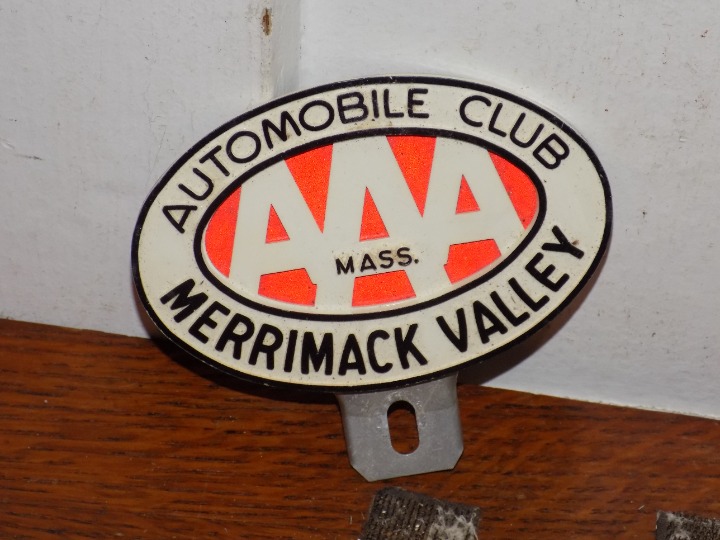 AUTOMOBILE CLUB
AAA
MASS.
MERRIMACK VALLEY